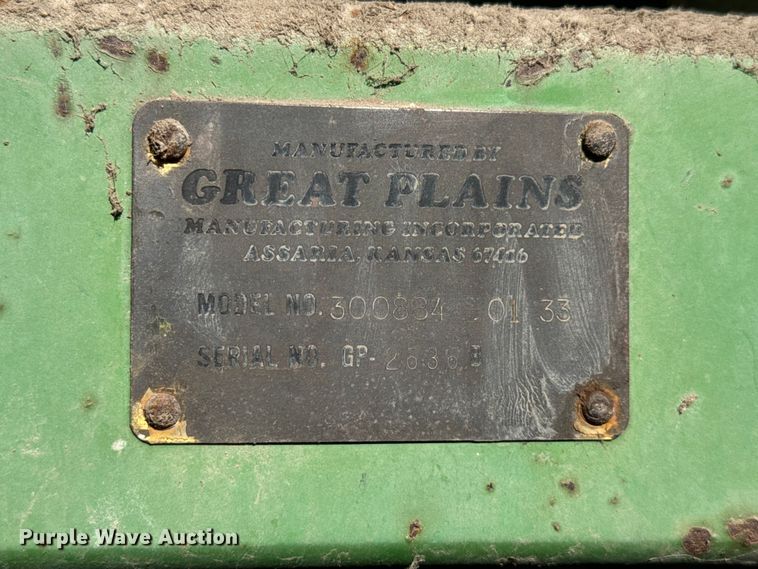 MANUFACTURED BY
GREAT PLAINS
MANUFACTURING INCORPORATED
ASSARIA, KANSAS 67416
MODEL NO. 300884 01 33
SERIAL NO. GP-
Purple Wave Auction